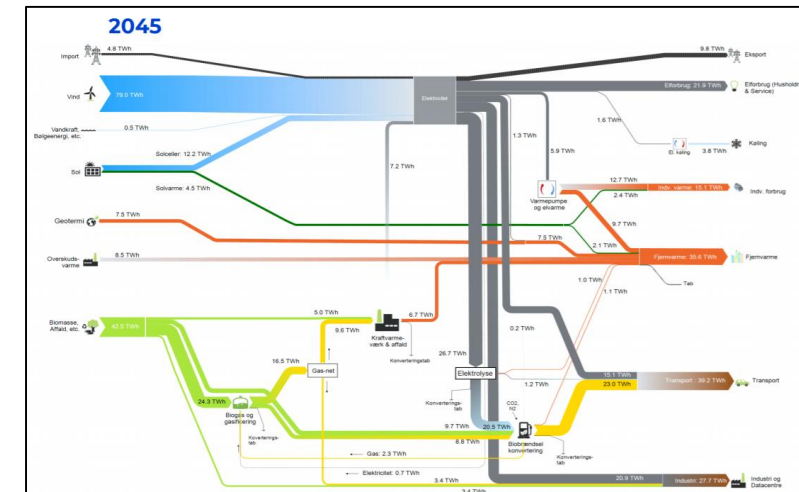 2045
Import
4.8 TWh
9.8 TWh
Eksport
Vind
79.0 TWh
Elektricitet
Elforbrug: 21.9 TWh
Elforbrug (Husholdn.
& Service)
Vandkraft,
Bølgeenergi, etc.
0.5 TWh
1.3 TWh
1.6 TWh
5.9 TWh
El. køling
3.8 TWh
Køling
Solceller: 12.2 TWh
7.2 TWh
Sol
Solvarme: 4.5 TWh
Varmepumpe
og elvarme
12.7 TWh
2.4 TWh
Indv. varme: 15.1 TWh
Indv. forbrug
Geotermi
7.5 TWh
9.7 TWh
7.5 TWh
2.1 TWh
Overskuds-
varme
8.5 TWh
Fjernvarme: 35.6 TWh
Fjernvarme
1.0 TWh
1.1 TWh
Tab
Biomasse,
Affald, etc.
5.0 TWh
9.6 TWh
6.7 TWh
Kraftvarme-
værk & affald
Konverteringstab
0.2 TWh
16.5 TWh
Gas-net
26.7 TWh
Elektrolyse
1.2 TWh
15.1 TWh
23.0 TWh
Transport : 39.2 TWh
Transport
24.3 TWh
Biogas og
gasificering
Konverterings-
tab
CO2,
N2
9.7 TWh
8.8 TWh
20.5 TWh
Biobrændsel
konvertering
Konverterings-
tab
Gas: 2.3 TWh
Elektricitet: 0.7 TWh
3.4 TWh
20.9 TWh
Industri: 27.7 TWh
Industri og
Datacentre